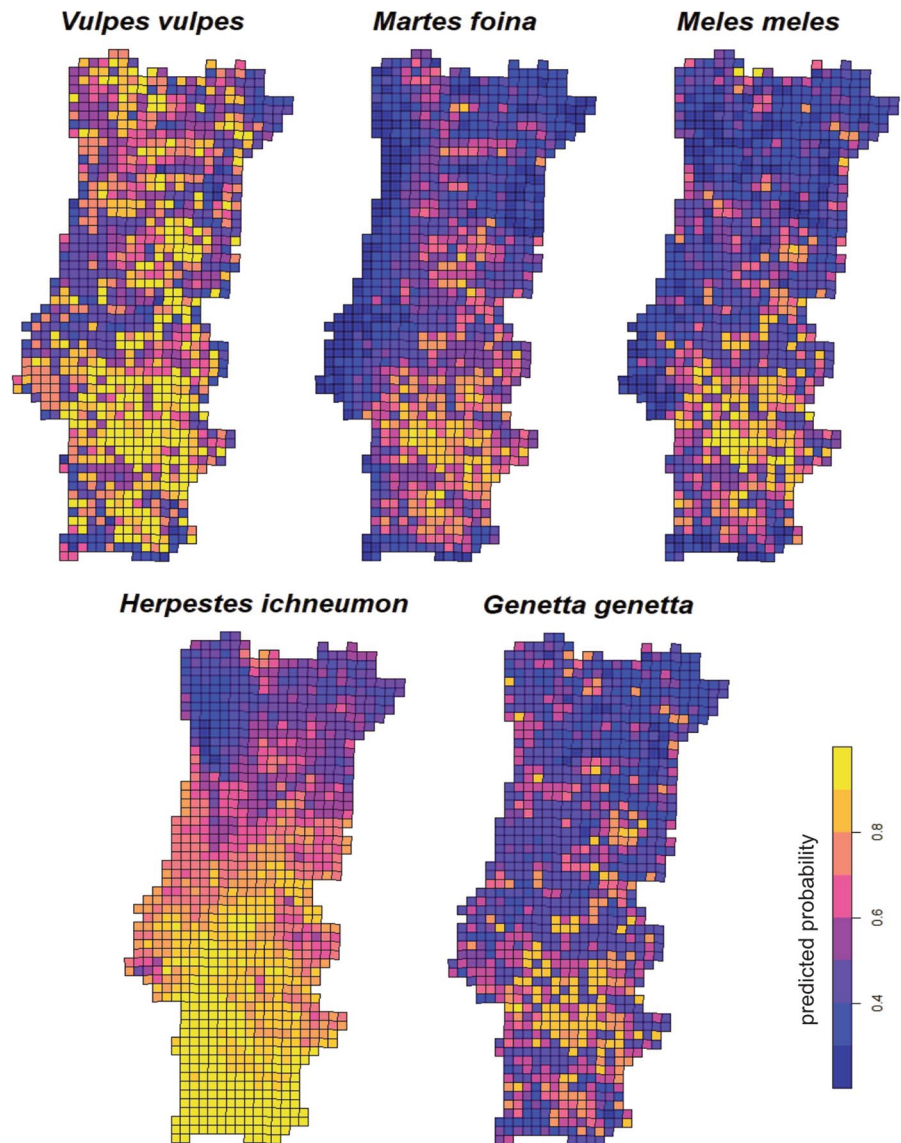 Vulpes vulpes
Martes foina
Meles meles
Herpestes ichneumon
Genetta genetta
predicted probability
0.8
0.6
0.4